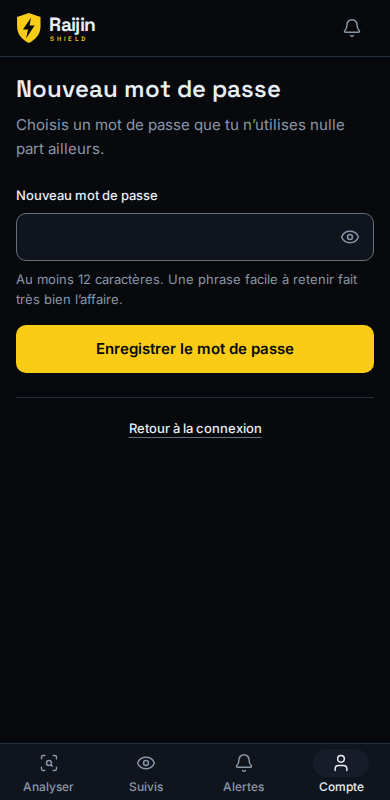 Raijin
SHIELD
Nouveau mot de passe
Choisis un mot de passe que tu n’utilises nulle
part ailleurs.
Nouveau mot de passe
Au moins 12 caractères. Une phrase facile à retenir fait
très bien l’affaire.
Enregistrer le mot de passe
Retour à la connexion
Analyser
Suivis
Alertes
Compte